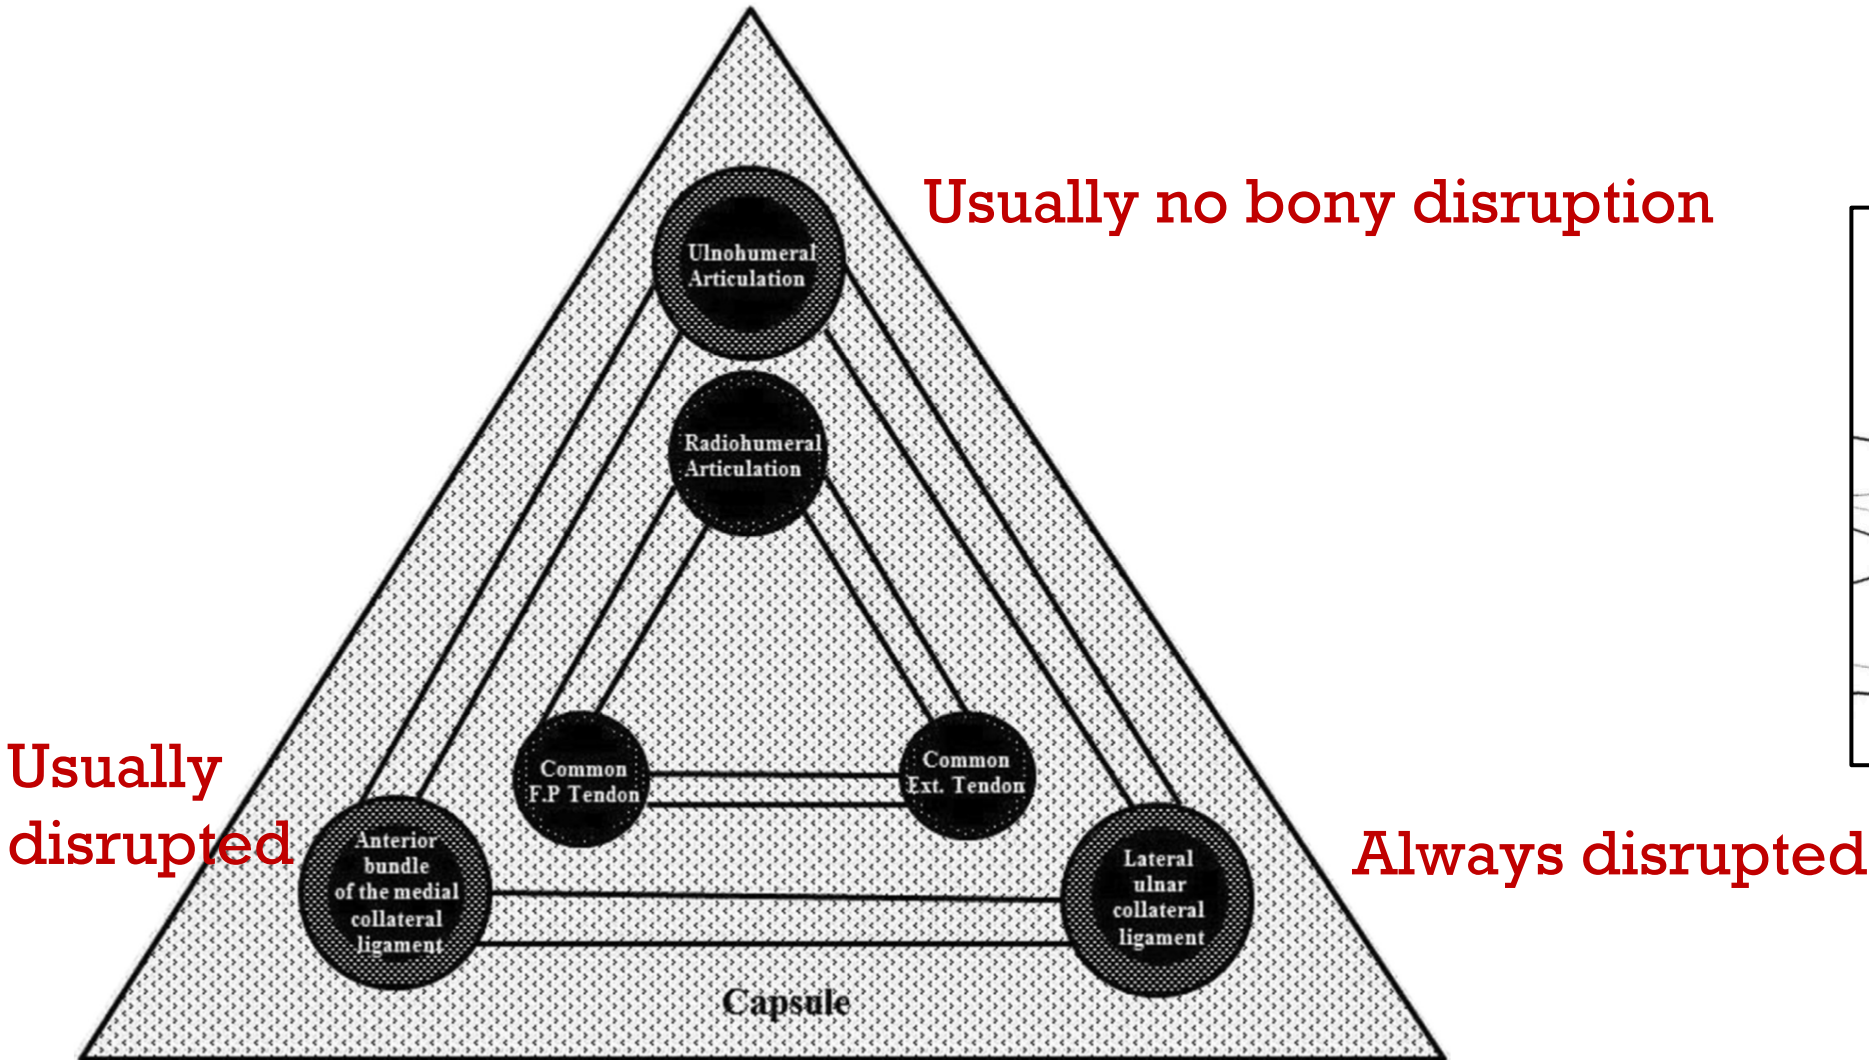 Usually no bony disruption
Ulnohumeral
Articulation
Radiohumeral
Articulation
Usually
disrupted
Common
F.P Tendon
Common
Ext. Tendon
Anterior
bundle
of the medial
collateral
ligament
Lateral
ulnar
collateral
ligament
Always disrupted
Capsule